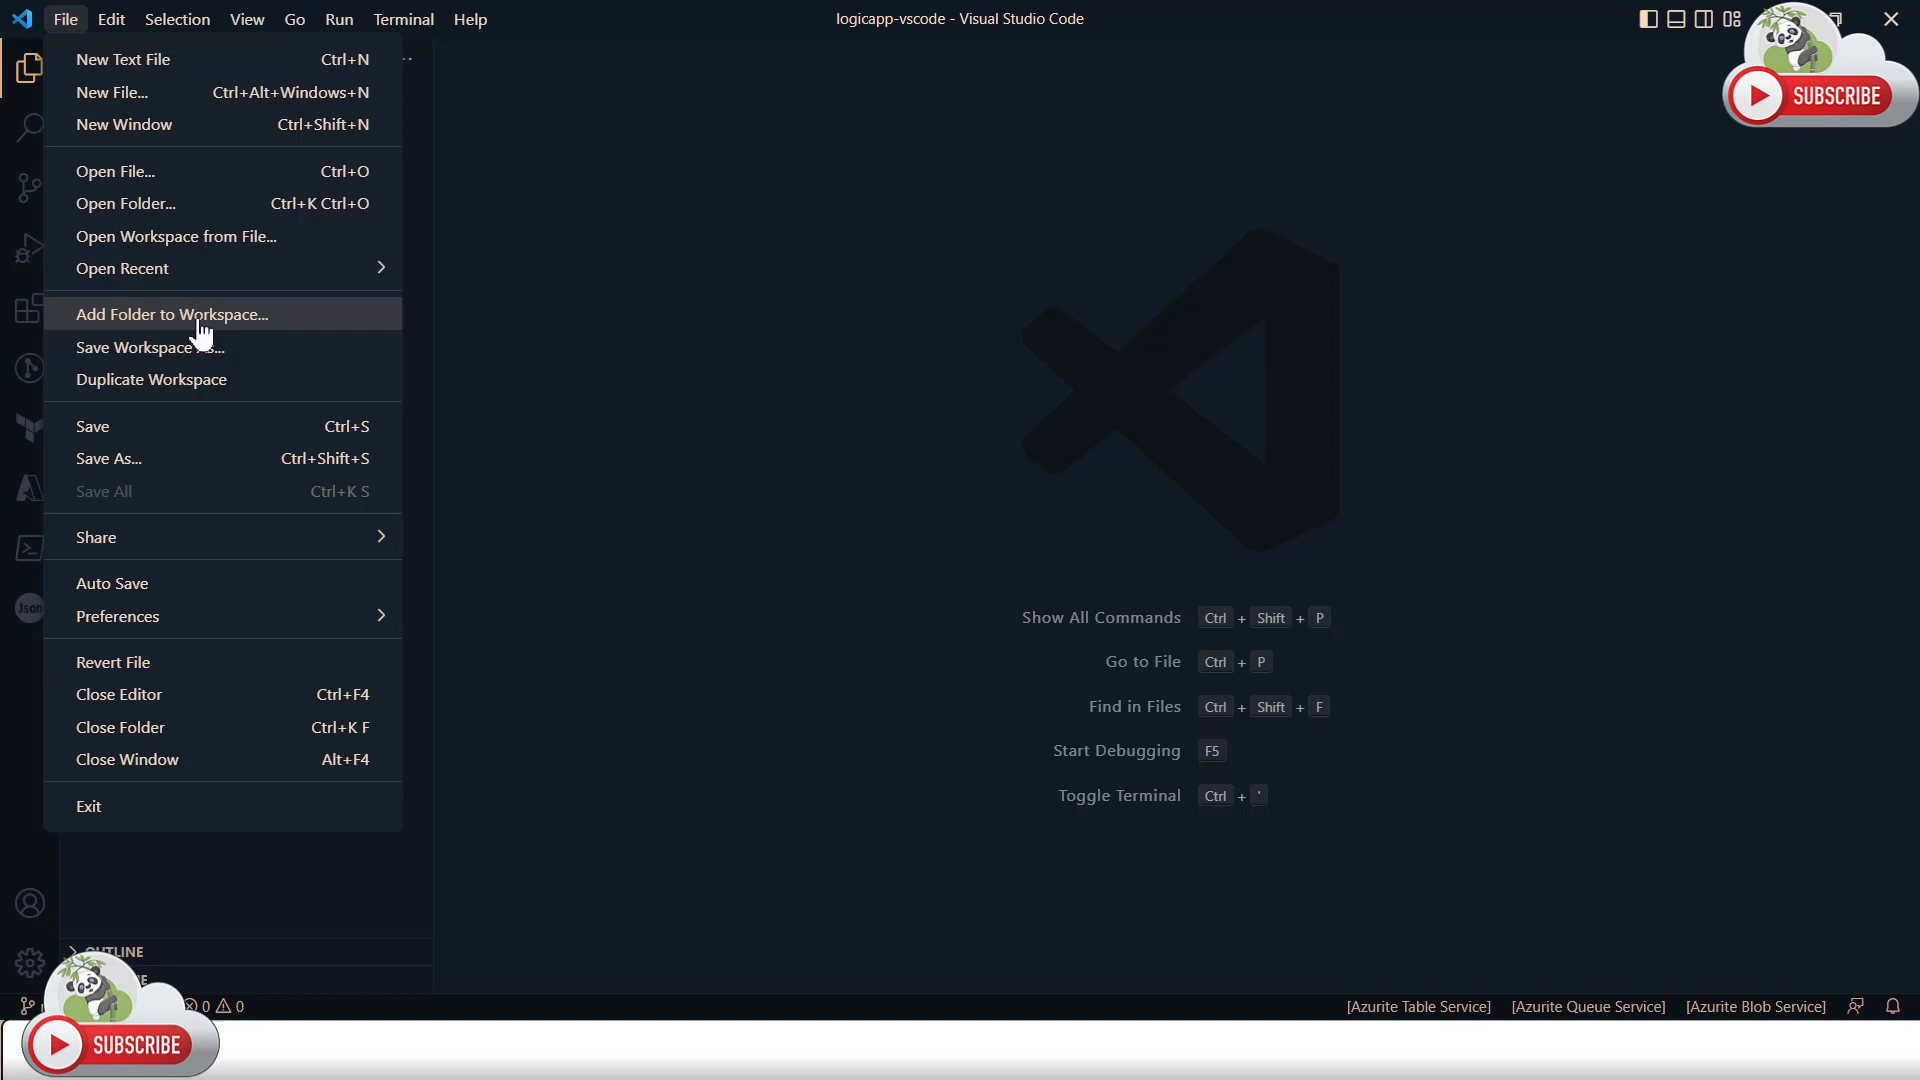 File Edit Selection View Go Run Terminal Help
logicapp-vscode - Visual Studio Code
New Text File Ctrl+N
New File... Ctrl+Alt+Windows+N
New Window Ctrl+Shift+N
Open File... Ctrl+O
Open Folder... Ctrl+K Ctrl+O
Open Workspace from File...
Open Recent
Add Folder to Workspace...
Save Workspace
Duplicate Workspace
Save Ctrl+S
Save As... Ctrl+Shift+S
Save All Ctrl+K S
Share
Auto Save
Preferences
Revert File
Close Editor Ctrl+F4
Close Folder Ctrl+K F
Close Window Alt+F4
Exit
Json
SUBSCRIBE
Show All Commands Ctrl + Shift + P
Go to File Ctrl + P
Find in Files Ctrl + Shift + F
Start Debugging F5
Toggle Terminal Ctrl + '
OUTLINE
0 0
[Azurite Table Service] [Azurite Queue Service] [Azurite Blob Service]
SUBSCRIBE